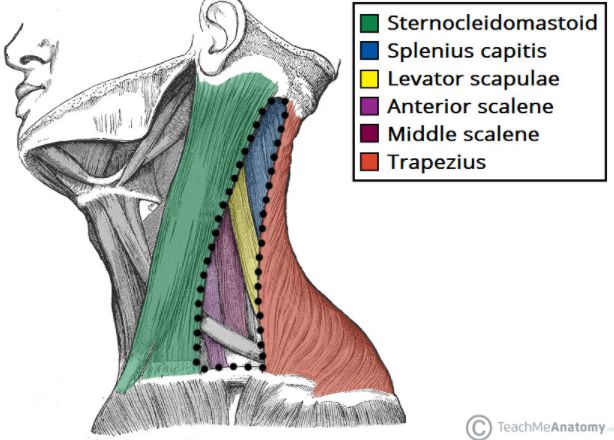 Sternocleidomastoid
Splenius capitis
Levator scapulae
Anterior scalene
Middle scalene
Trapezius
© TeachMeAnatomy